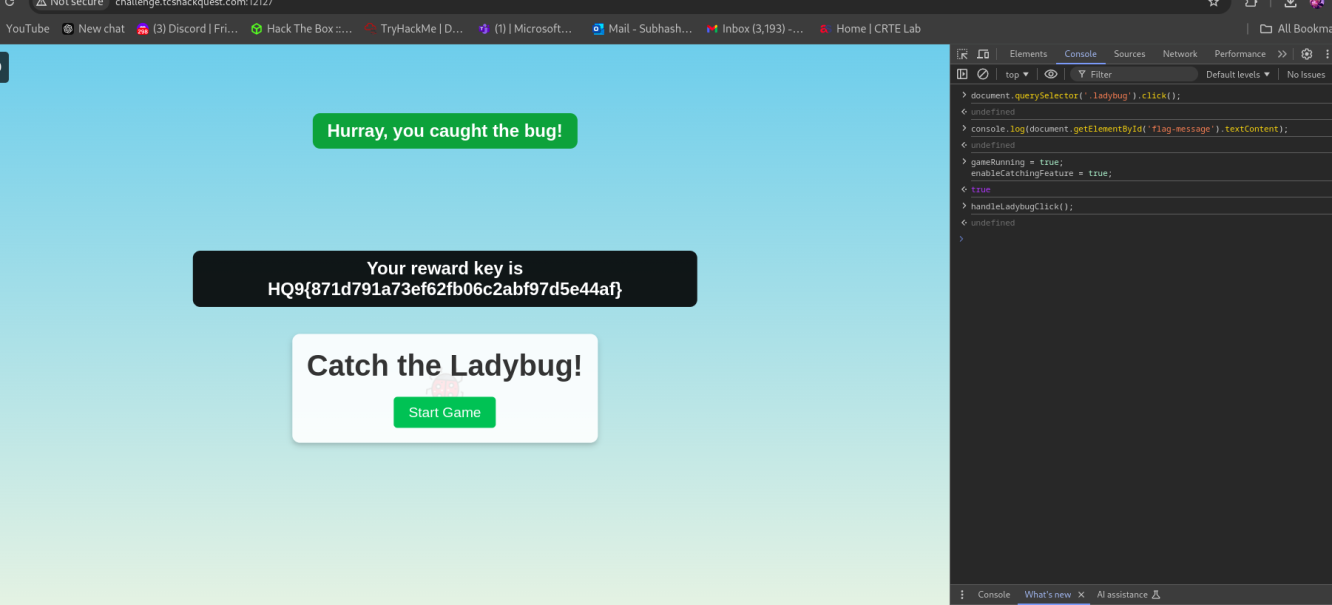 Not secure challenge.tcshackquest.com:12127
YouTube New chat (3) Discord | Fri... Hack The Box ::... TryHackMe | D... (1) | Microsoft... Mail - Subhash... Inbox (3,193) -... Home | CRTE Lab All Bookma
Elements Console Sources Network Performance
top Filter Default levels No Issues
document.querySelector('.ladybug').click();
undefined
console.log(document.getElementById('flag-message').textContent);
undefined
gameRunning = true;
enableCatchingFeature = true;
true
handleLadybugClick();
undefined
Hurray, you caught the bug!
Your reward key is
HQ9{871d791a73ef62fb06c2abf97d5e44af}
Catch the Ladybug!
Start Game
Console What's new AI assistance